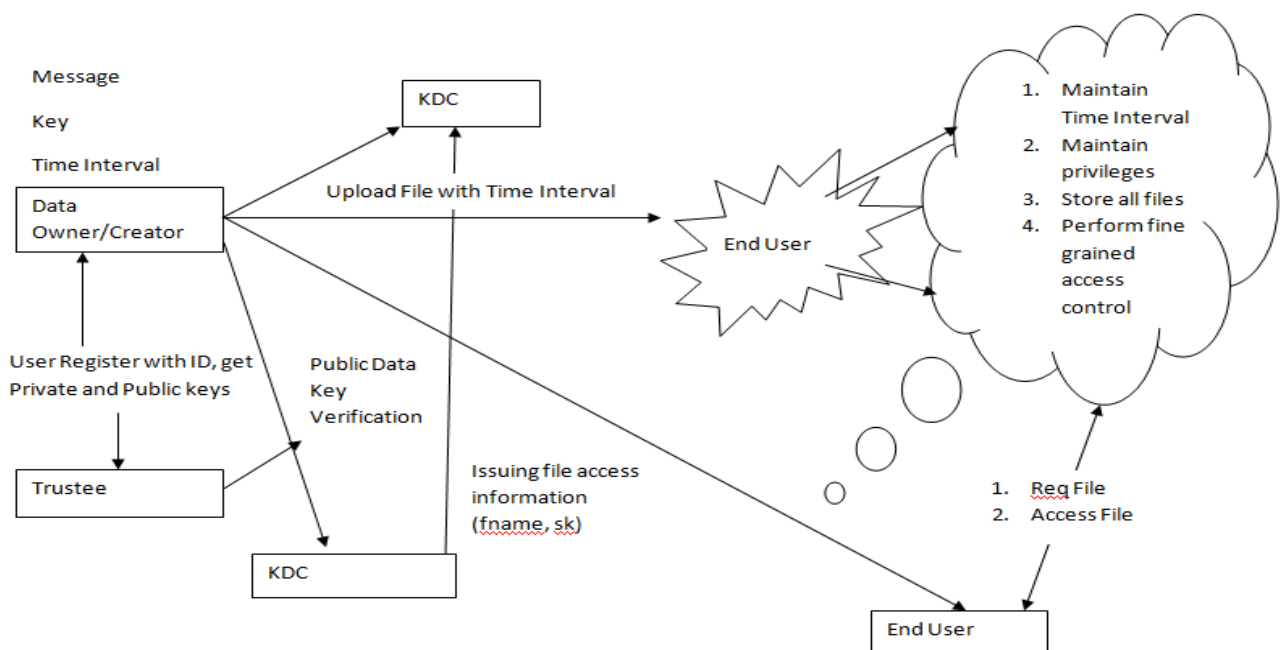 Message
Key
Time Interval
Data
Owner/Creator
KDC
Upload File with Time Interval
End User
1. Maintain
Time Interval
2. Maintain
privileges
3. Store all files
4. Perform fine
grained
access
control
User Register with ID, get
Private and Public keys
Public Data
Key
Verification
Trustee
Issuing file access
information
(fname, sk)
KDC
1. Req File
2. Access File
End User